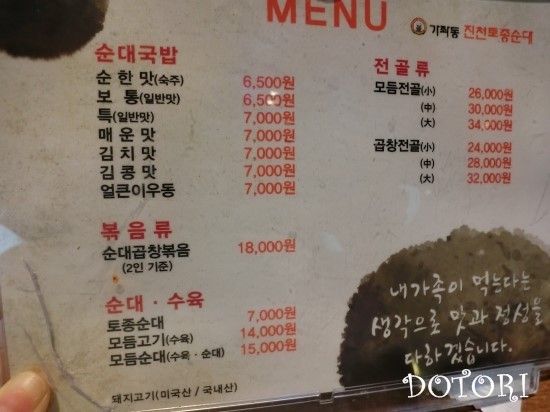 MENU
가좌동 진천토종순대
순대국밥
순한맛(숙주) 6,500원
보통(일반맛) 6,500원
특(일반맛) 7,000원
매운맛 7,000원
김치맛 7,000원
김콩맛 7,000원
얼큰이우동 7,000원
볶음류
순대곱창볶음 18,000원
(2인 기준)
순대·수육
토종순대 7,000원
모듬고기(수육) 14,000원
모듬순대(수육·순대) 15,000원
돼지고기(미국산 / 국내산)
전골류
모듬전골(小) 26,000원
(中) 30,000원
(大) 34,000원
곱창전골(小) 24,000원
(中) 28,000원
(大) 32,000원
내가족이 먹는다는
생각으로 맛과 정성을
다하겠습니다.
DOTORI